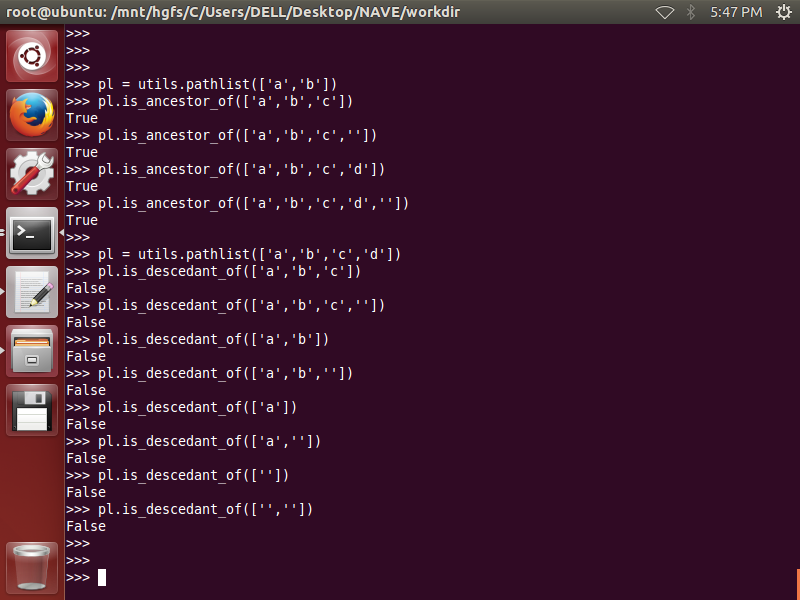 root@ubuntu: /mnt/hgfs/C/Users/DELL/Desktop/NAVE/workdir 5:47 PM
>>>
>>>
>>>
>>> pl = utils.pathlist(['a','b'])
>>> pl.is_ancestor_of(['a','b','c'])
True
>>> pl.is_ancestor_of(['a','b','c',''])
True
>>> pl.is_ancestor_of(['a','b','c','d'])
True
>>> pl.is_ancestor_of(['a','b','c','d',''])
True
>>>
>>> pl = utils.pathlist(['a','b','c','d'])
>>> pl.is_descedant_of(['a','b','c'])
False
>>> pl.is_descedant_of(['a','b','c',''])
False
>>> pl.is_descedant_of(['a','b'])
False
>>> pl.is_descedant_of(['a','b',''])
False
>>> pl.is_descedant_of(['a'])
False
>>> pl.is_descedant_of(['a',''])
False
>>> pl.is_descedant_of([''])
False
>>> pl.is_descedant_of(['',''])
False
>>>
>>>
>>>